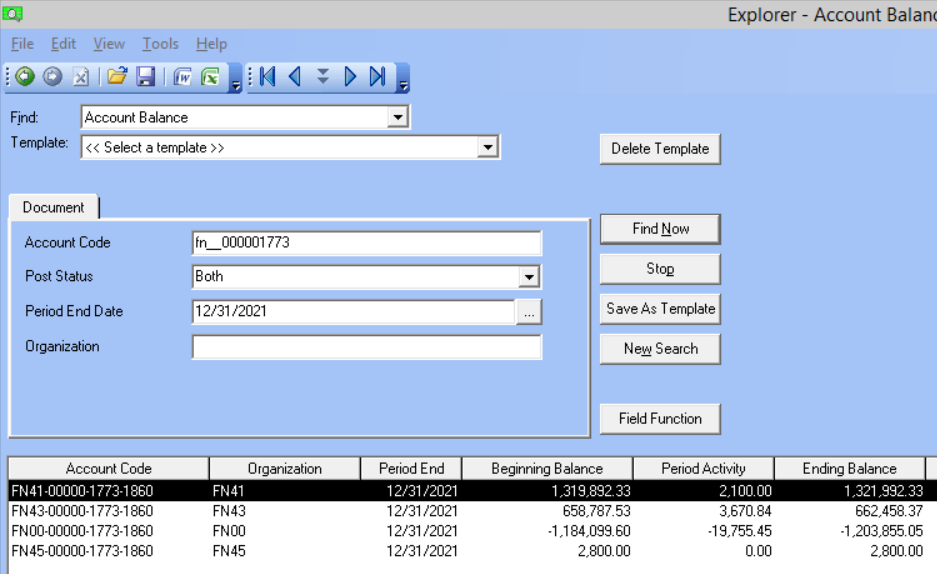 Explorer - Account Balanc
File Edit View Tools Help
Find: Account Balance
Template: << Select a template >> Delete Template
Document
Account Code fn__000001773 Find Now
Post Status Both Stop
Period End Date 12/31/2021 ... Save As Template
Organization New Search
Field Function
Account Code Organization Period End Beginning Balance Period Activity Ending Balance
FN41-00000-1773-1860 FN41 12/31/2021 1,319,892.33 2,100.00 1,321,992.33
FN43-00000-1773-1860 FN43 12/31/2021 658,787.53 3,670.84 662,458.37
FN00-00000-1773-1860 FN00 12/31/2021 -1,184,099.60 -19,755.45 -1,203,855.05
FN45-00000-1773-1860 FN45 12/31/2021 2,800.00 0.00 2,800.00